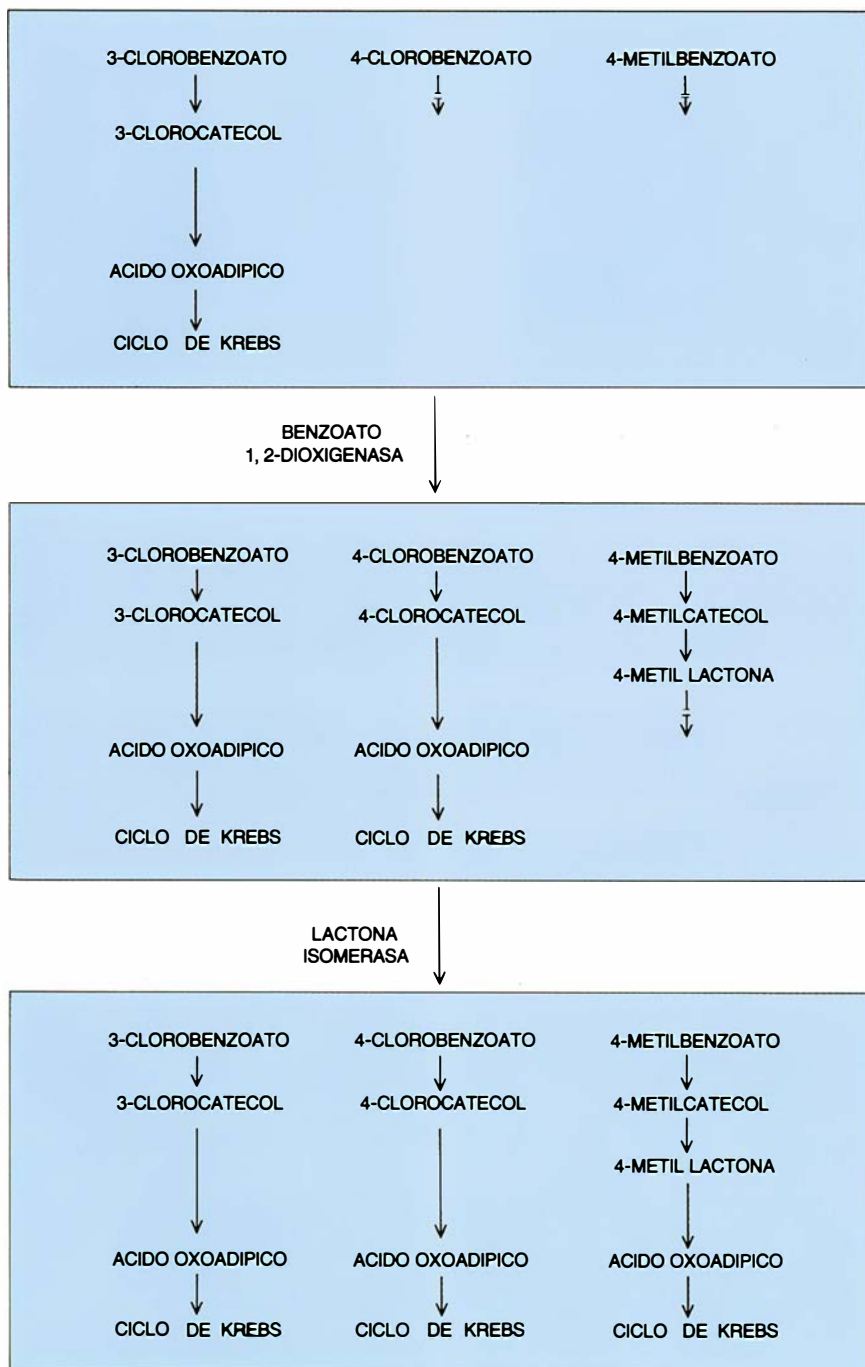 3-CLOROBENZOATO 4-CLOROBENZOATO 4-METILBENZOATO
3-CLOROCATECOL
ACIDO OXOADIPICO
CICLO DE KREBS
BENZOATO
1, 2-DIOXIGENASA
3-CLOROBENZOATO 4-CLOROBENZOATO 4-METILBENZOATO
3-CLOROCATECOL 4-CLOROCATECOL 4-METILCATECOL
4-METIL LACTONA
ACIDO OXOADIPICO ACIDO OXOADIPICO
CICLO DE KREBS CICLO DE KREBS
LACTONA
ISOMERASA
3-CLOROBENZOATO 4-CLOROBENZOATO 4-METILBENZOATO
3-CLOROCATECOL 4-CLOROCATECOL 4-METILCATECOL
4-METIL LACTONA
ACIDO OXOADIPICO ACIDO OXOADIPICO ACIDO OXOADIPICO
CICLO DE KREBS CICLO DE KREBS CICLO DE KREBS